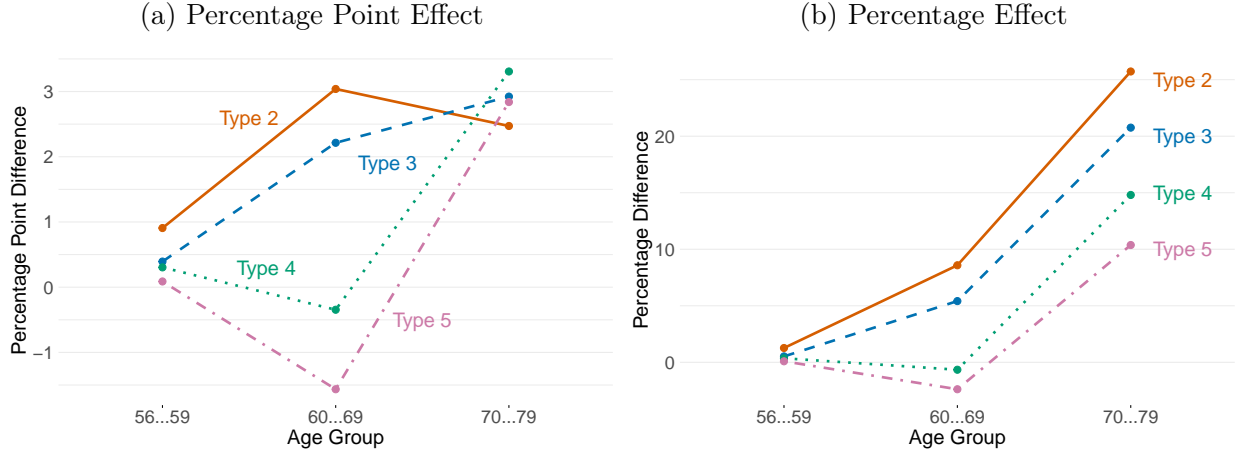 (a) Percentage Point Effect
Percentage Point Difference
3
2
1
0
−1
Type 2
Type 3
Type 4
Type 5
56...59
60...69
70...79
Age Group
(b) Percentage Effect
Percentage Difference
20
10
0
Type 2
Type 3
Type 4
Type 5
56...59
60...69
70...79
Age Group